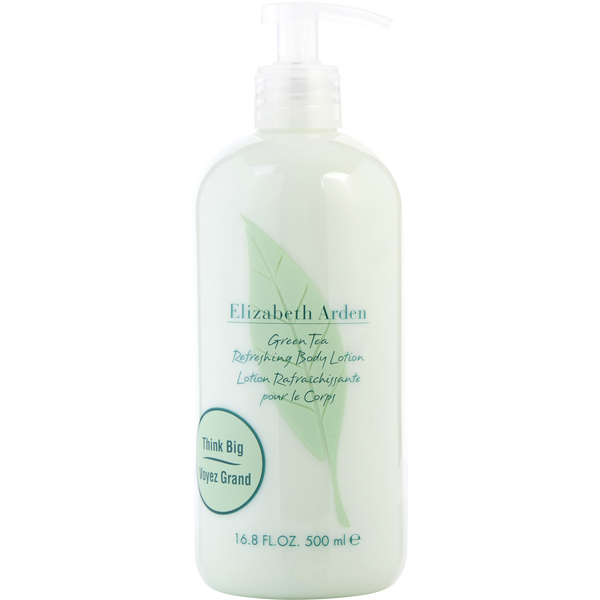 Elizabeth Arden
Green Tea
Refreshing Body Lotion
Lotion Rafraîchissante
pour le Corps
Think Big
Voyez Grand
16.8 FL.OZ. 500 ml ℮